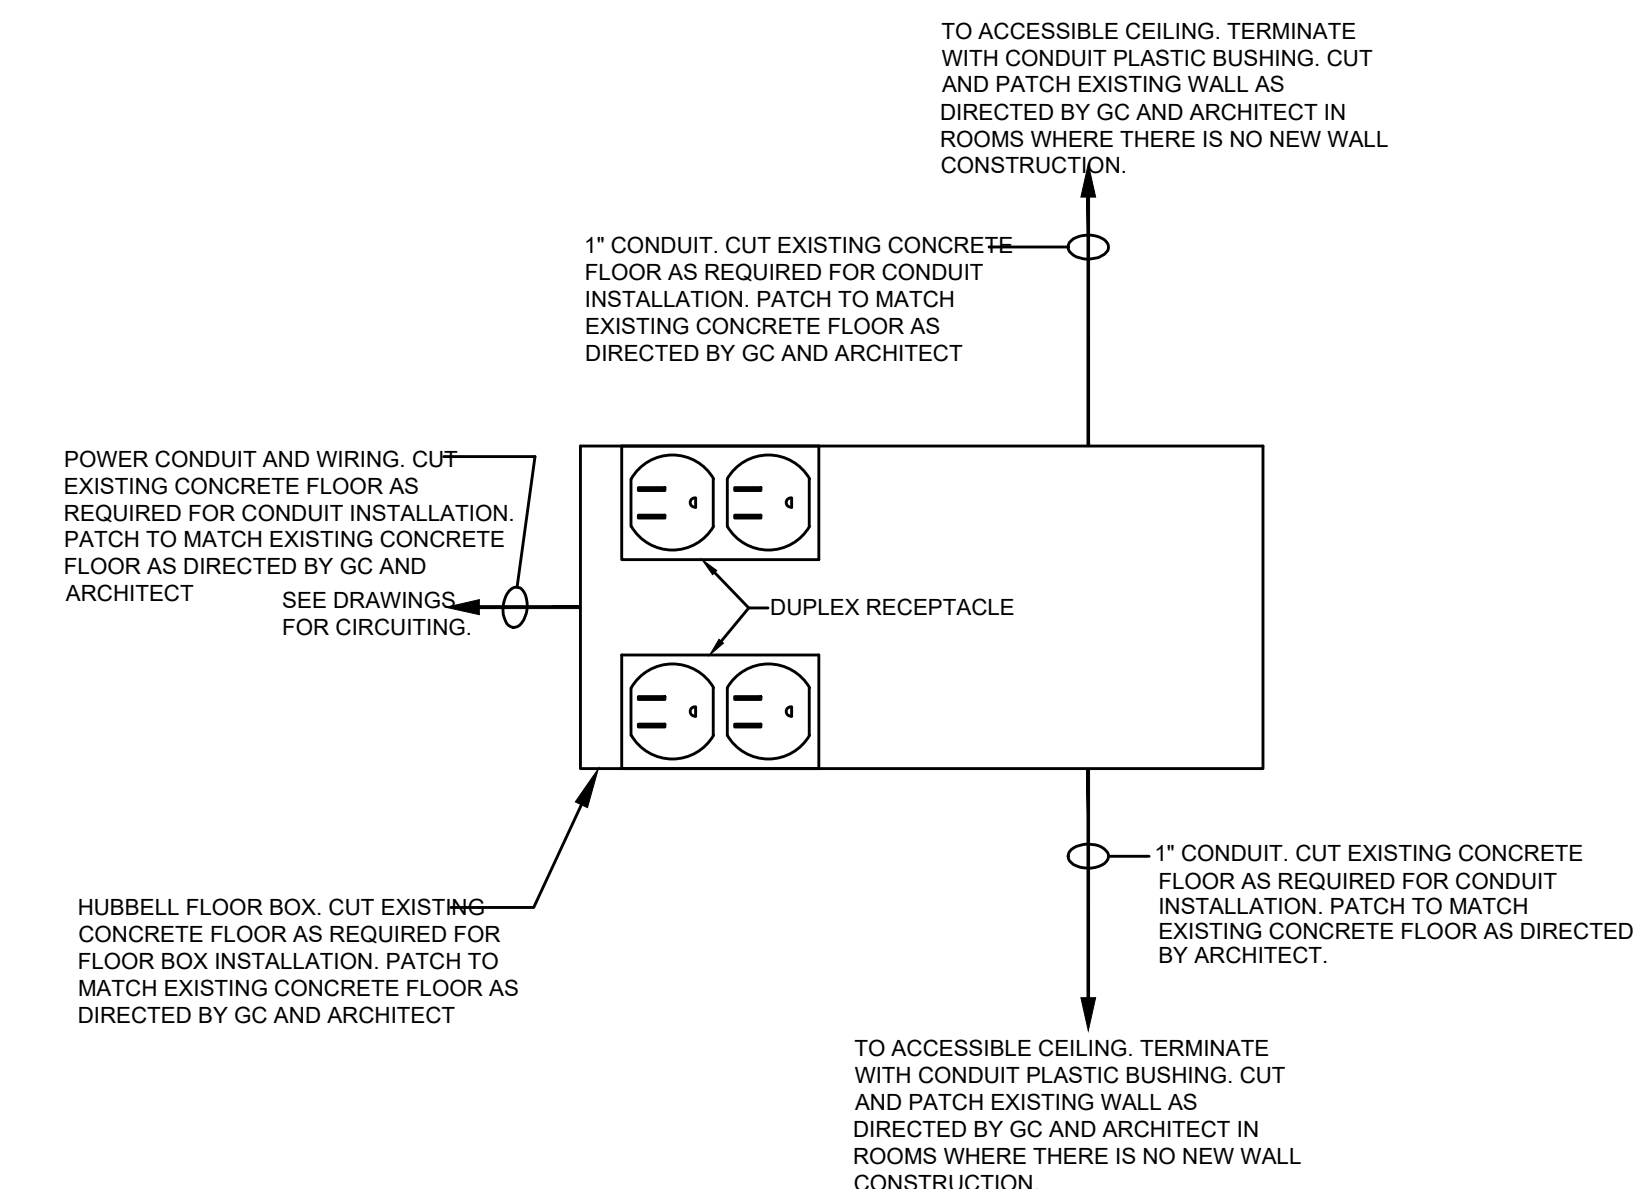 TO ACCESSIBLE CEILING. TERMINATE
WITH CONDUIT PLASTIC BUSHING. CUT
AND PATCH EXISTING WALL AS
DIRECTED BY GC AND ARCHITECT IN
ROOMS WHERE THERE IS NO NEW WALL
CONSTRUCTION.
1" CONDUIT. CUT EXISTING CONCRETE
FLOOR AS REQUIRED FOR CONDUIT
INSTALLATION. PATCH TO MATCH
EXISTING CONCRETE FLOOR AS
DIRECTED BY GC AND ARCHITECT
POWER CONDUIT AND WIRING. CUT
EXISTING CONCRETE FLOOR AS
REQUIRED FOR CONDUIT INSTALLATION.
PATCH TO MATCH EXISTING CONCRETE
FLOOR AS DIRECTED BY GC AND
ARCHITECT
SEE DRAWINGS
FOR CIRCUITING.
DUPLEX RECEPTACLE
HUBBELL FLOOR BOX. CUT EXISTING
CONCRETE FLOOR AS REQUIRED FOR
FLOOR BOX INSTALLATION. PATCH TO
MATCH EXISTING CONCRETE FLOOR AS
DIRECTED BY GC AND ARCHITECT
1" CONDUIT. CUT EXISTING CONCRETE
FLOOR AS REQUIRED FOR CONDUIT
INSTALLATION. PATCH TO MATCH
EXISTING CONCRETE FLOOR AS DIRECTED
BY ARCHITECT.
TO ACCESSIBLE CEILING. TERMINATE
WITH CONDUIT PLASTIC BUSHING. CUT
AND PATCH EXISTING WALL AS
DIRECTED BY GC AND ARCHITECT IN
ROOMS WHERE THERE IS NO NEW WALL
CONSTRUCTION.